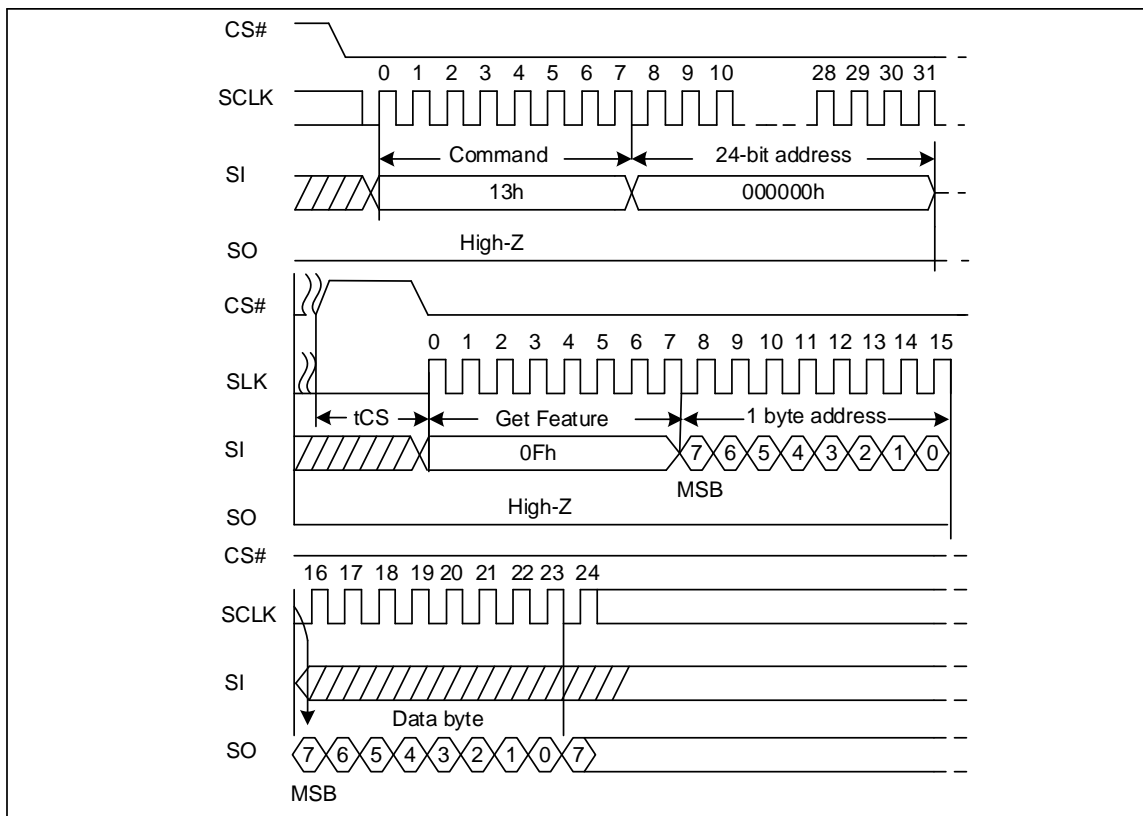 CS#
0 1 2 3 4 5 6 7 8 9 10 28 29 30 31
SCLK
Command 24-bit address
SI
13h 000000h
High-Z
SO
CS#
0 1 2 3 4 5 6 7 8 9 10 11 12 13 14 15
SLK
tCS Get Feature 1 byte address
SI
0Fh 7 6 5 4 3 2 1 0
MSB
High-Z
SO
CS#
16 17 18 19 20 21 22 23 24
SCLK
SI
Data byte
SO 7 6 5 4 3 2 1 0 7
MSB